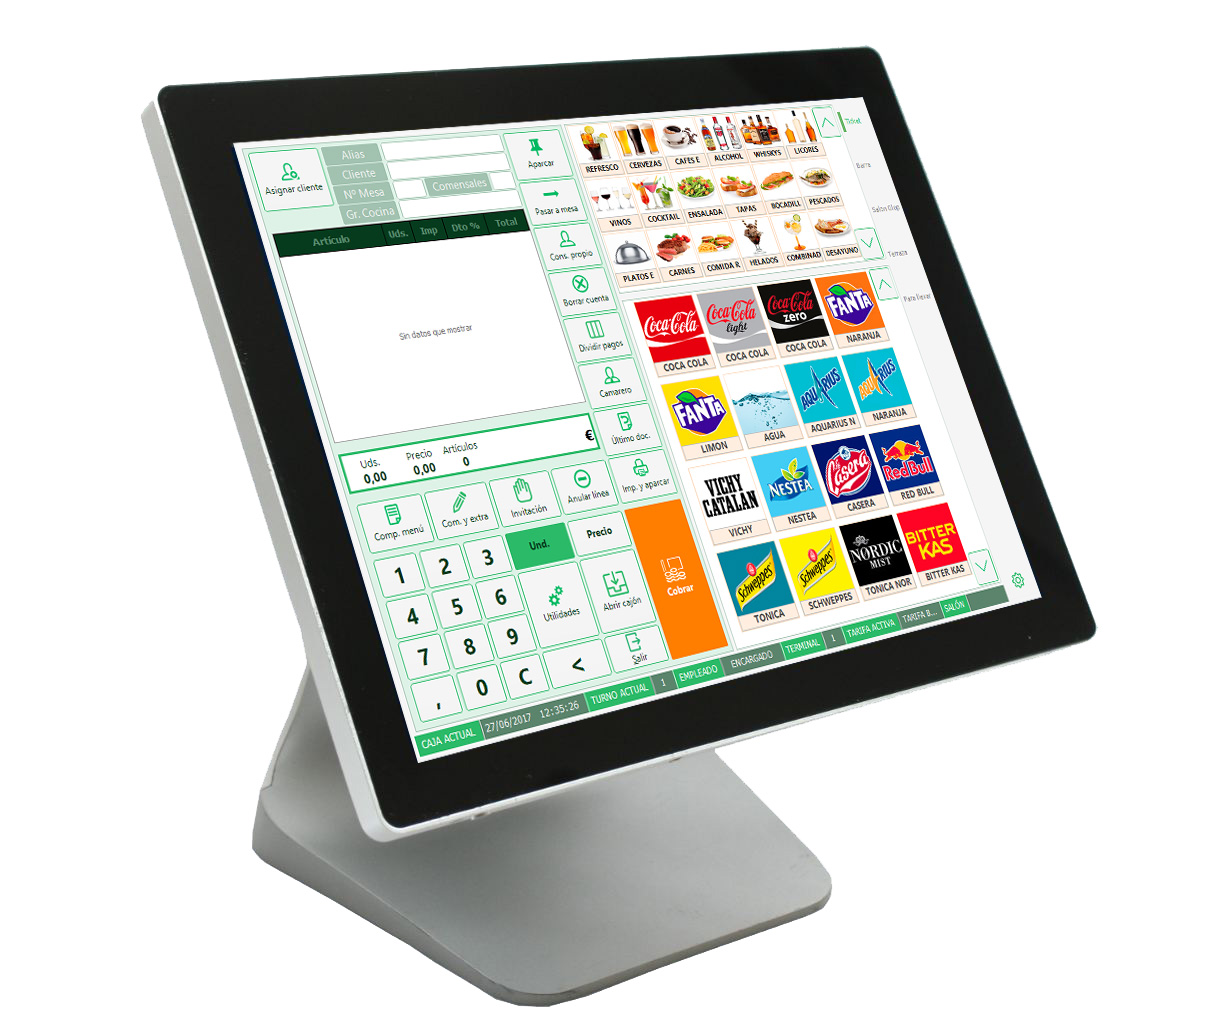 Asignar cliente
Alias
Cliente
Nº Mesa
Comensales
Gr. Cocina
Artículo Uds. Imp Dto % Total
Sin datos que mostrar
Uds. Precio Artículos
0,00 0,00 0 €
Aparcar
Pasar a mesa
Cons. propio
Borrar cuenta
Dividir pagos
Camarero
Último doc.
Imp. y aparcar
Comp. menú
Com. y extra
Invitación
Anular línea
1 2 3
Und.
Precio
4 5 6
Utilidades
Abrir cajón
7 8 9
, 0 C <
Salir
Cobrar
REFRESCO CERVEZAS CAFES E ALCOHOL WHISKYS LICORES
VINOS COCKTAIL ENSALADA TAPAS BOCADILL PESCADOS
PLATOS E CARNES COMIDA R HELADOS COMBINAD DESAYUNO
Coca-Cola
COCA COLA
Coca-Cola
light
COCA COLA
Coca-Cola
zero
COCA COLA
FANTA
NARANJA
FANTA
LIMON
AGUA
AQUARIUS
AQUARIUS N
AQUARIUS
NARANJA
VICHY
CATALAN
VICHY
NESTEA
NESTEA
La Casera
CASERA
Red Bull
RED BULL
Schweppes
TONICA
Schweppes
SCHWEPPES
NORDIC
MIST
TONICA NOR
BITTER
KAS
BITTER KAS
Ticket
Barra
Terraza
Para llevar
CAJA ACTUAL 27/06/2017 12:35:26 TURNO ACTUAL 1 EMPLEADO ENCARGADO TERMINAL 1 TARIFA ACTIVA TARIFA B... SALÓN